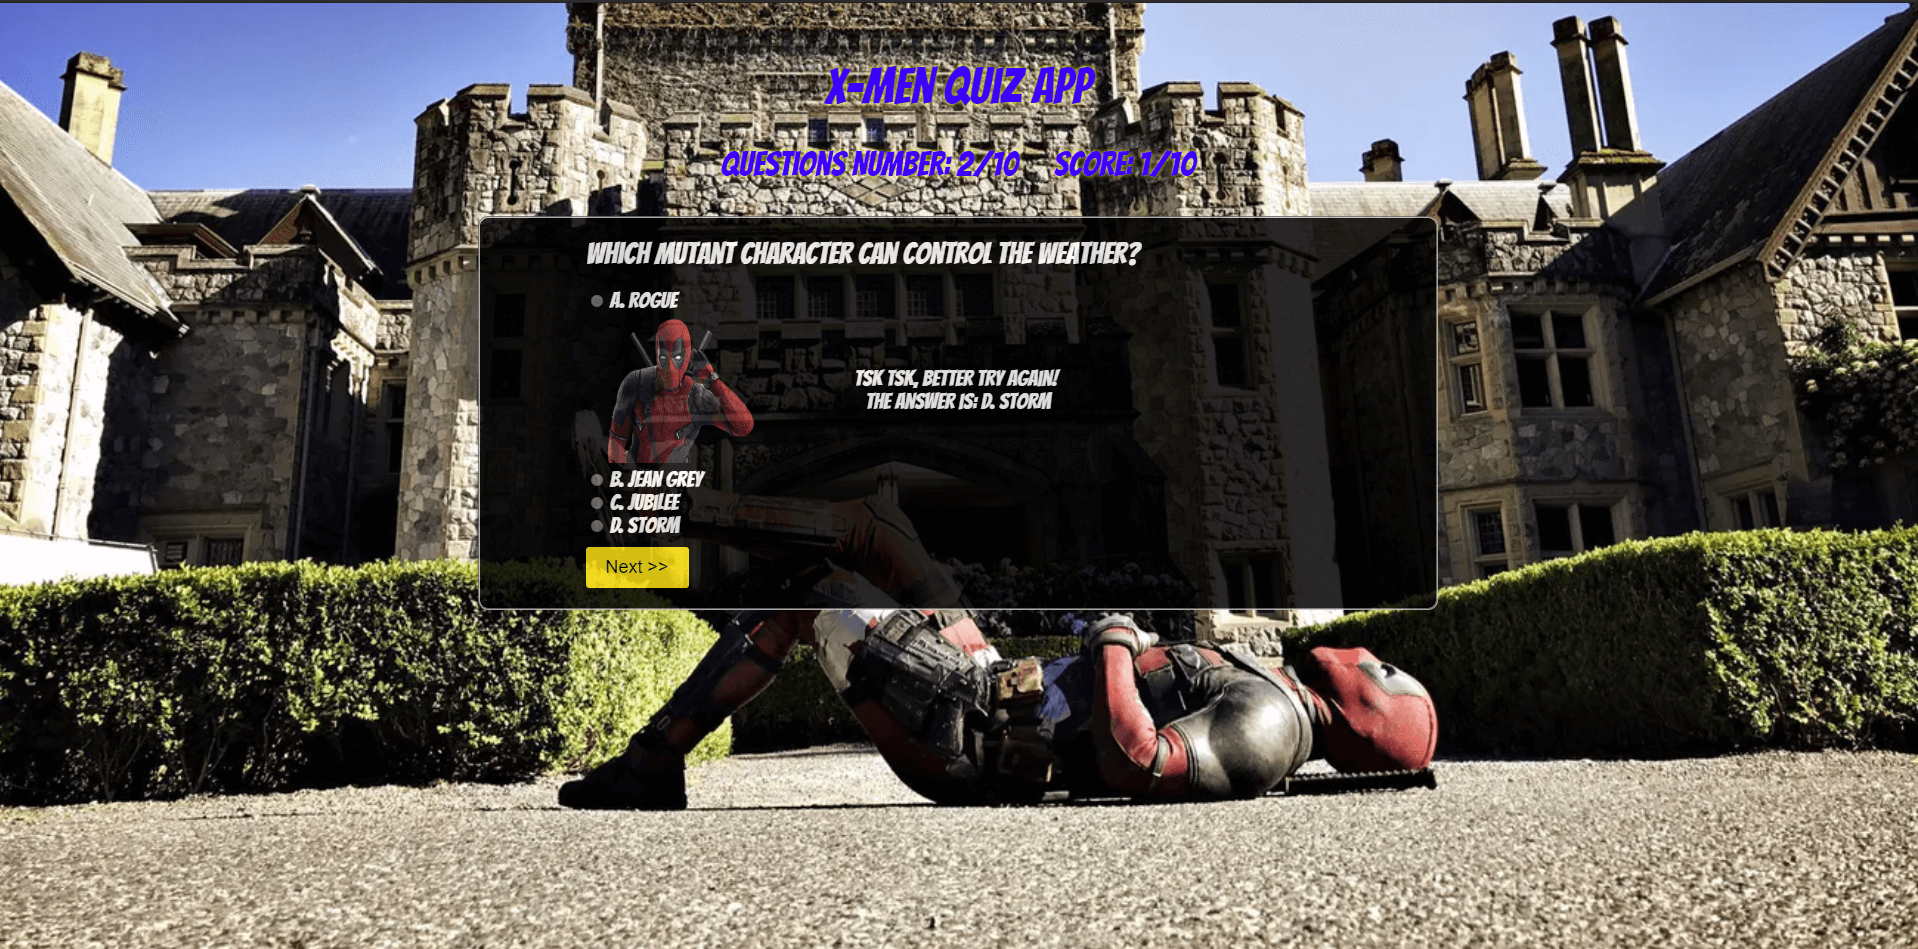 X-MEN QUIZ APP
QUESTIONS NUMBER: 2/10 SCORE: 1/10
WHICH MUTANT CHARACTER CAN CONTROL THE WEATHER?
A. ROGUE
TSK TSK, BETTER TRY AGAIN!
THE ANSWER IS: D. STORM
B. JEAN GREY
C. JUBILEE
D. STORM
Next >>